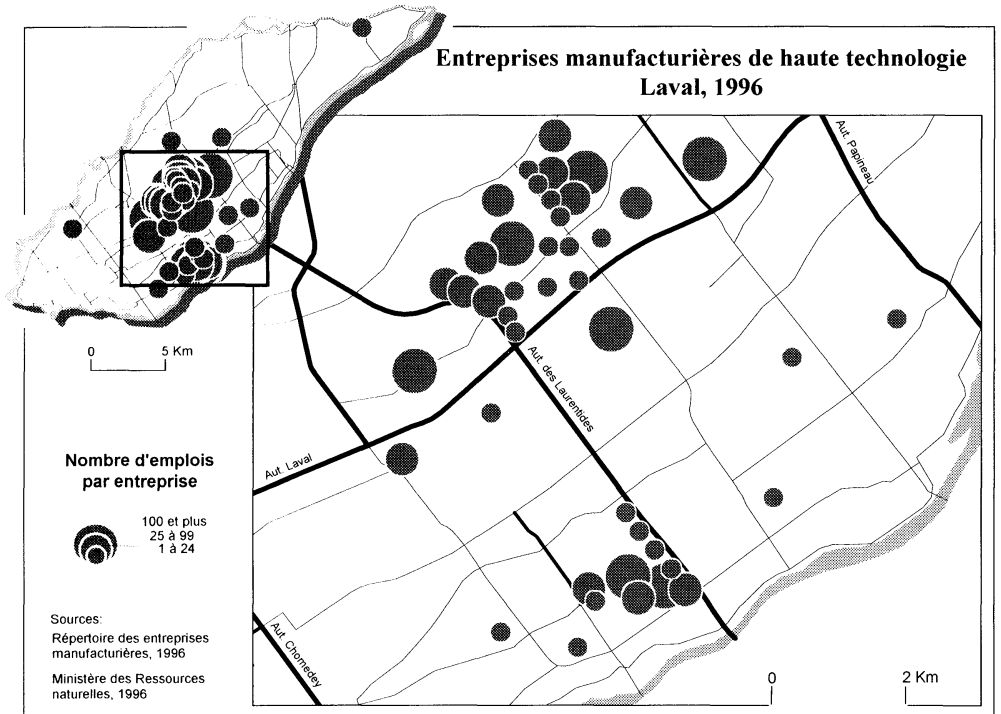 Entreprises manufacturières de haute technologie
Laval, 1996
Aut. Papineau
Aut. des Laurentides
Aut. Laval
Aut. Chomedey
0 5 Km
Nombre d'emplois
par entreprise
100 et plus
25 à 99
1 à 24
Sources:
Répertoire des entreprises
manufacturières, 1996
Ministère des Ressources
naturelles, 1996
0 2 Km